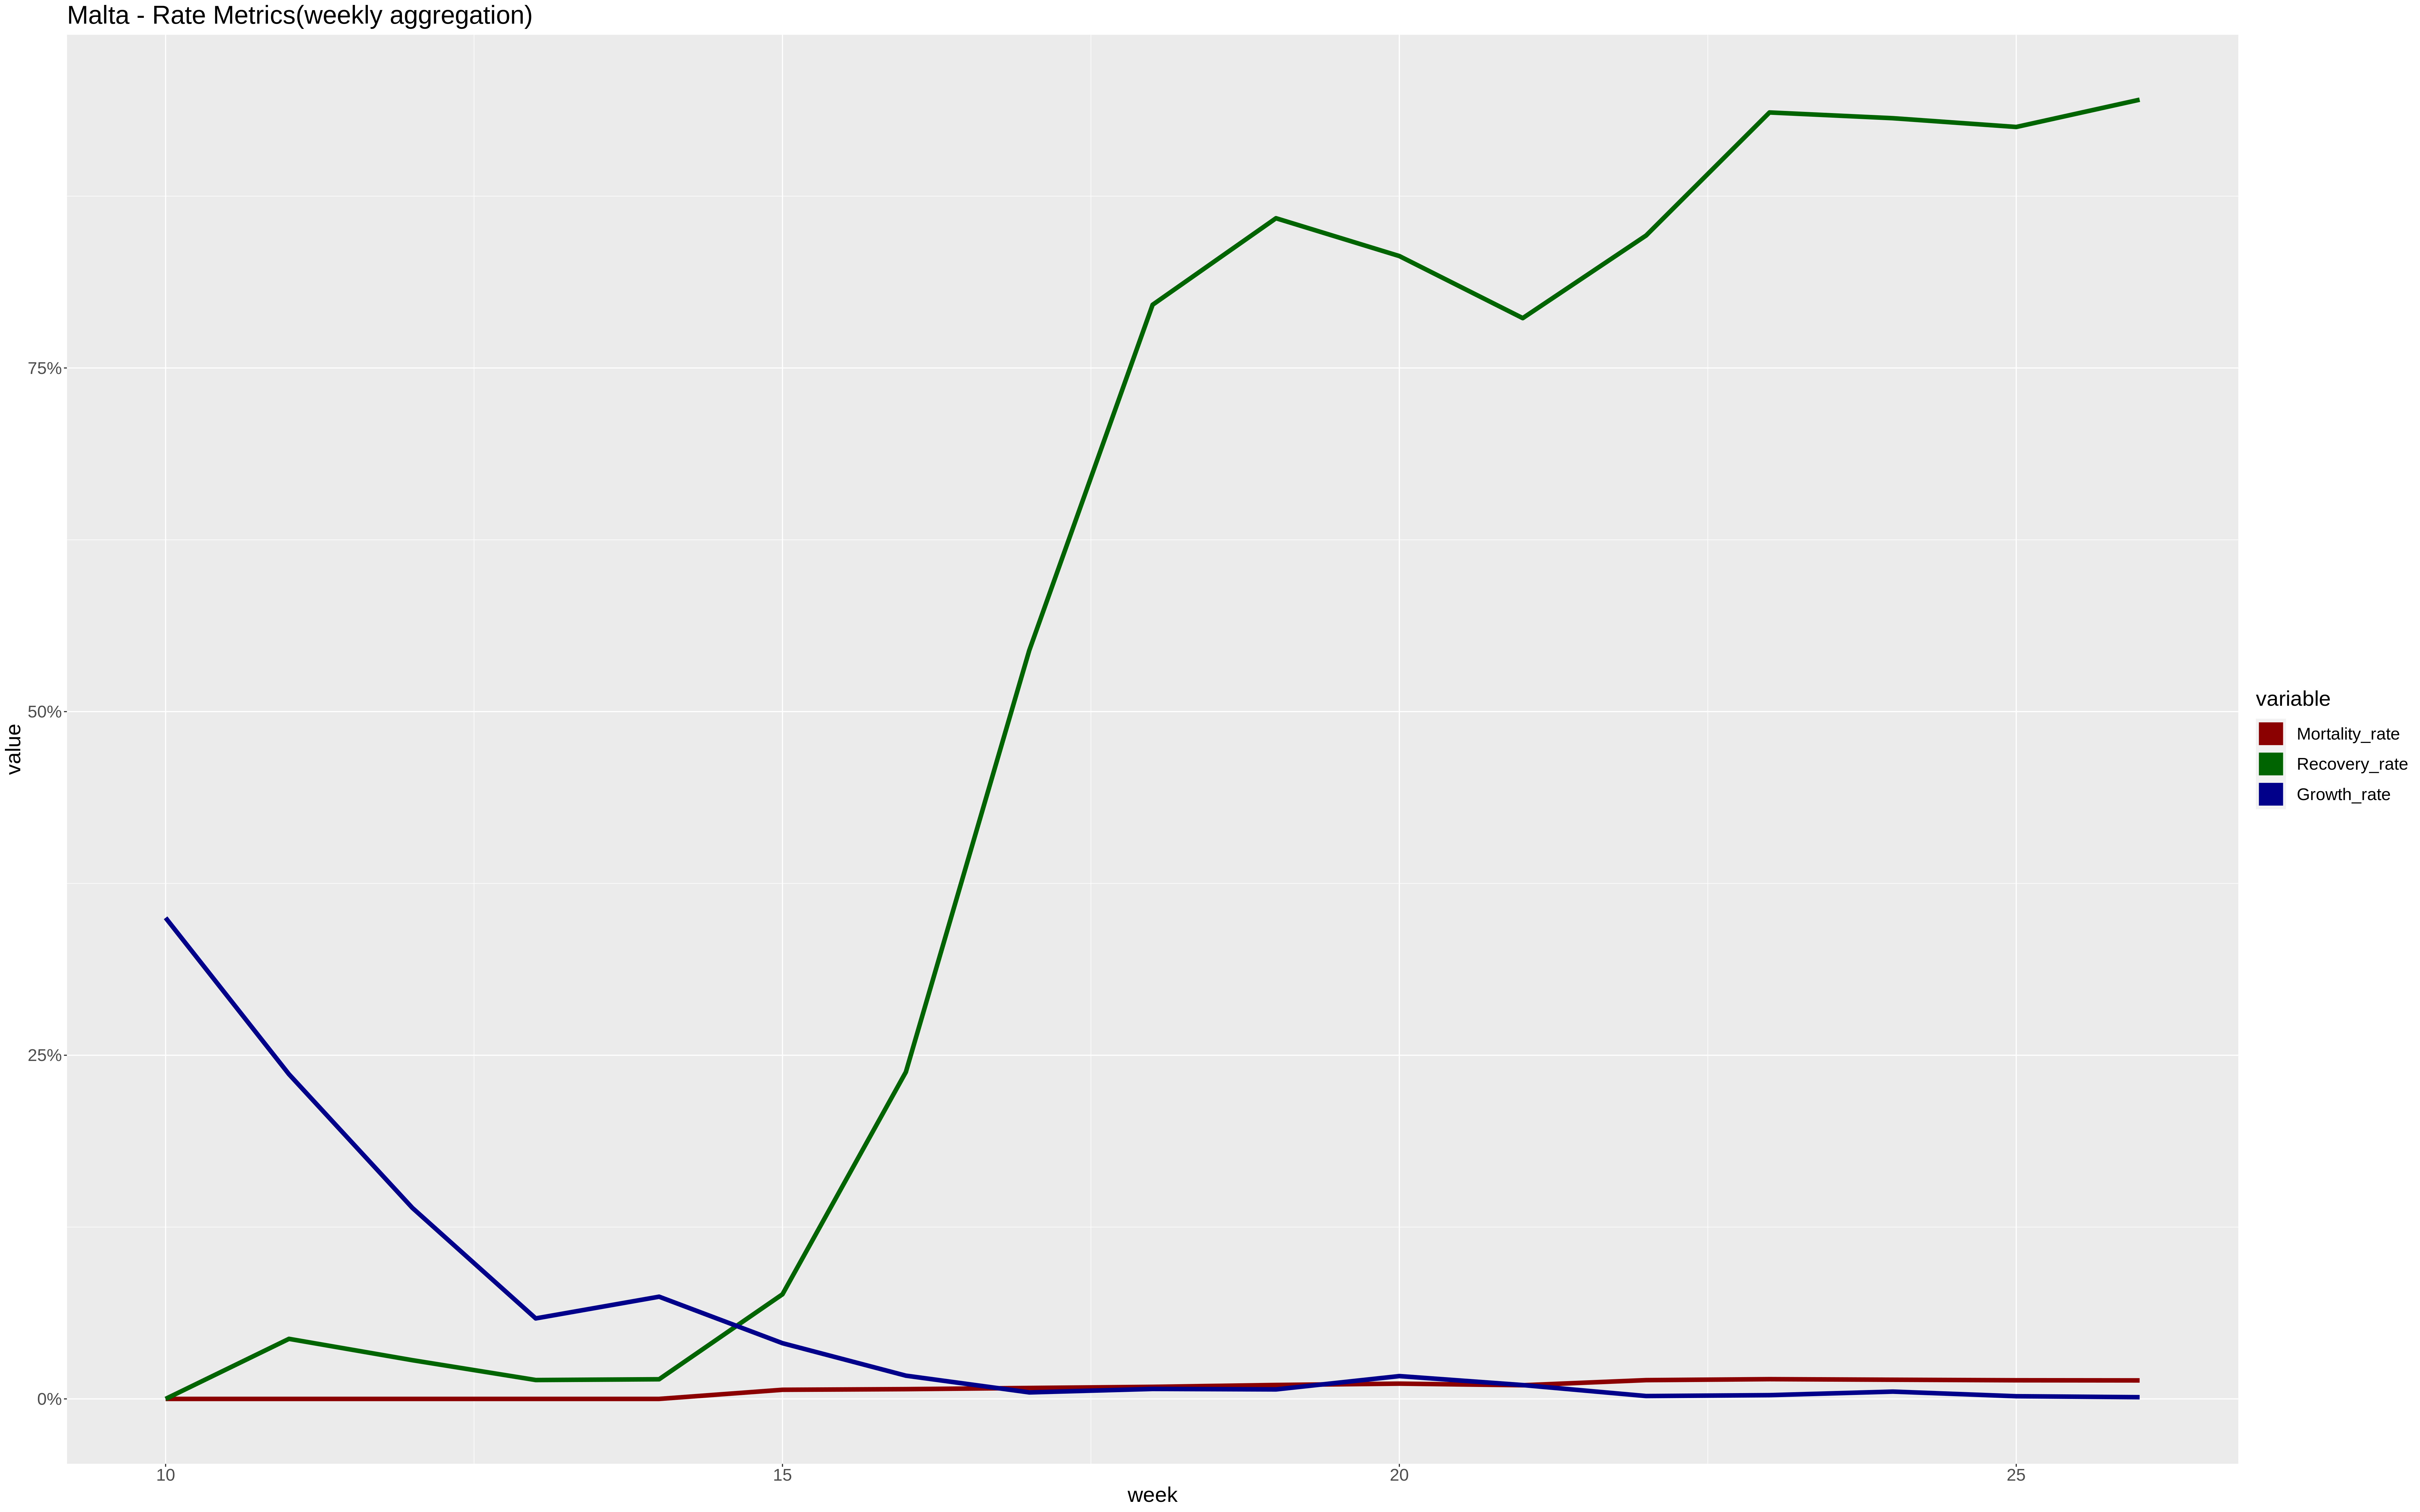 Malta - Rate Metrics(weekly aggregation)
75%
50%
25%
0%
value
10
15
20
25
week
variable
Mortality_rate
Recovery_rate
Growth_rate